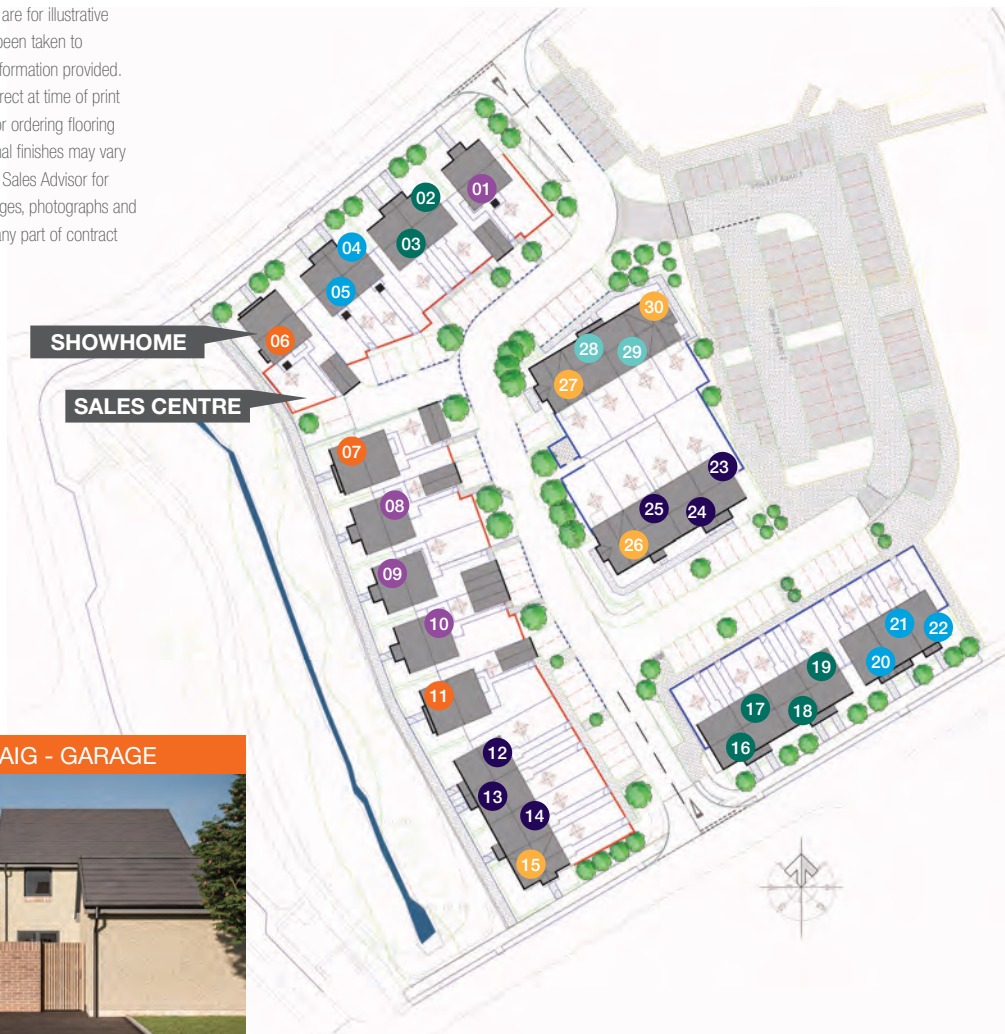 are for illustrative
been taken to
formation provided.
rect at time of print
or ordering flooring
nal finishes may vary
Sales Advisor for
ges, photographs and
any part of contract
01
02
03
04
05
SHOWHOME
06
SALES CENTRE
30
28
29
27
07
23
08
25
24
26
09
10
21
22
20
19
11
17
18
16
12
13
14
15
AIG - GARAGE